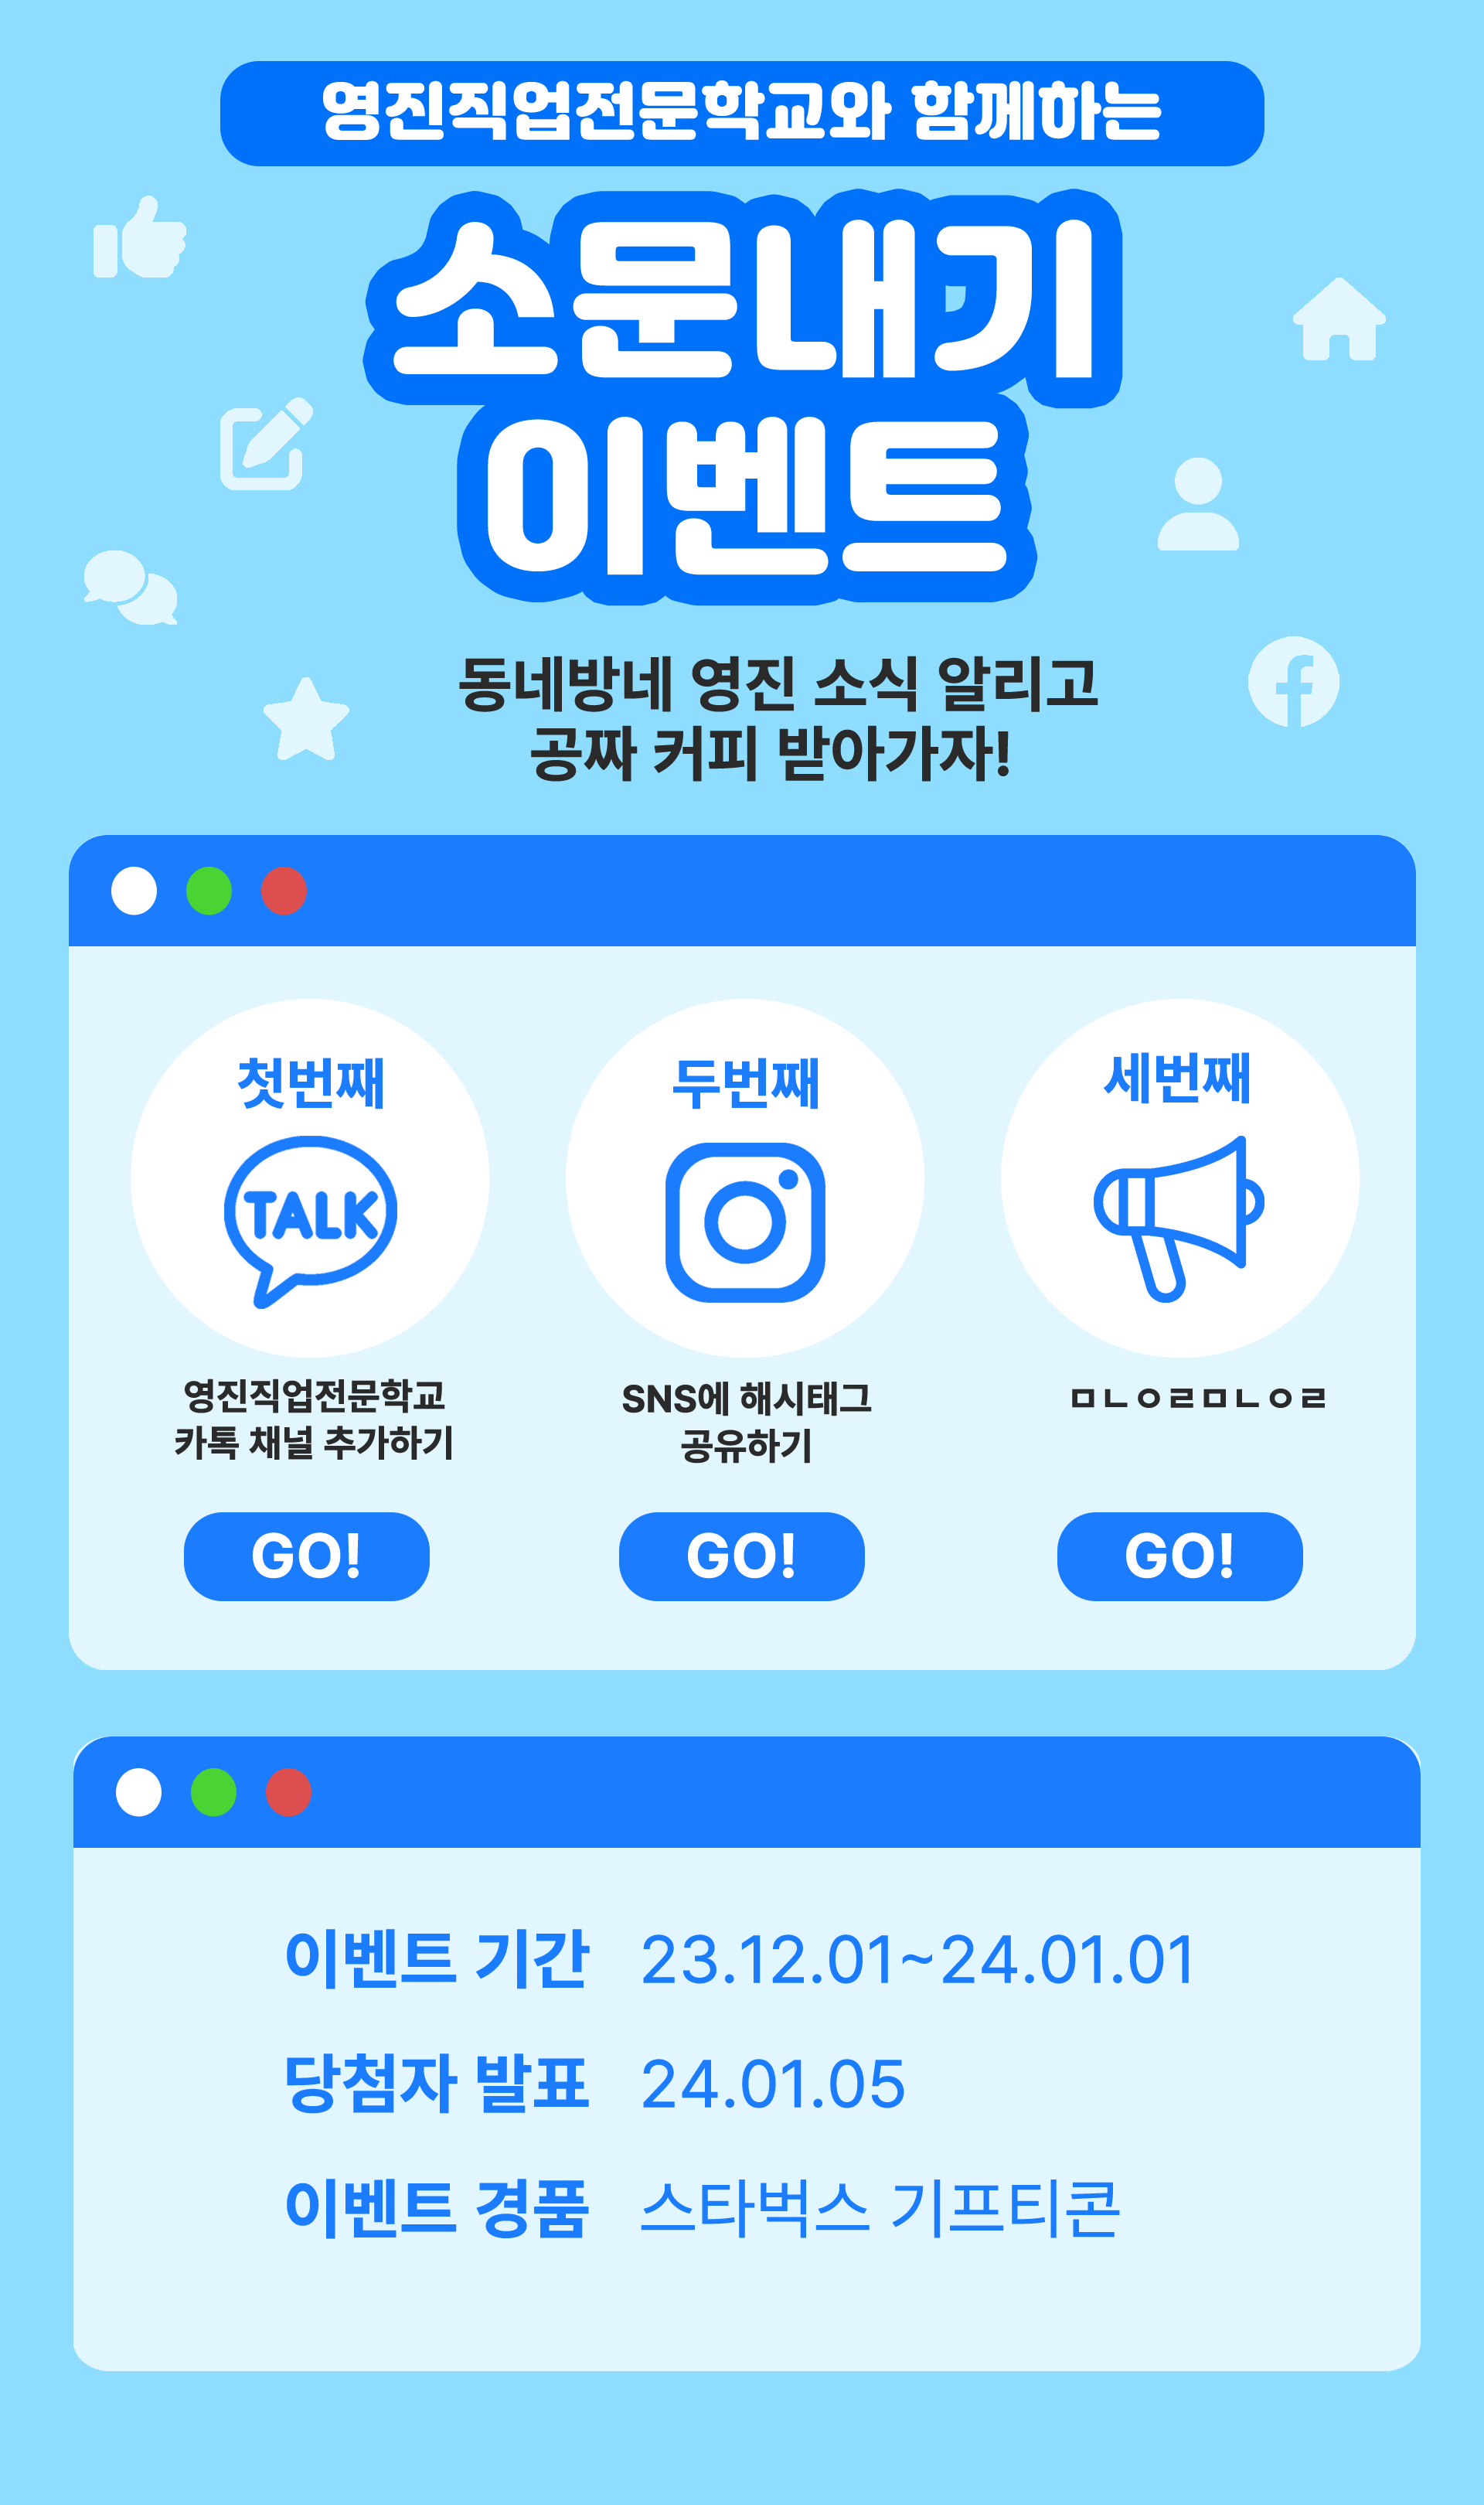 영진직업전문학교와 함께하는
소문내기
이벤트
동네방네 영진 소식 알리고
공짜 커피 받아가자!
첫번째
두번째
세번째
TALK
영진직업전문학교
카톡 채널 추가하기
SNS에 해시태그
공유하기
ㅁㄴㅇㄹㅁㄴㅇㄹ
GO!
GO!
GO!
이벤트 기간 23.12.01~24.01.01
당첨자 발표 24.01.05
이벤트 경품 스타벅스 기프티콘